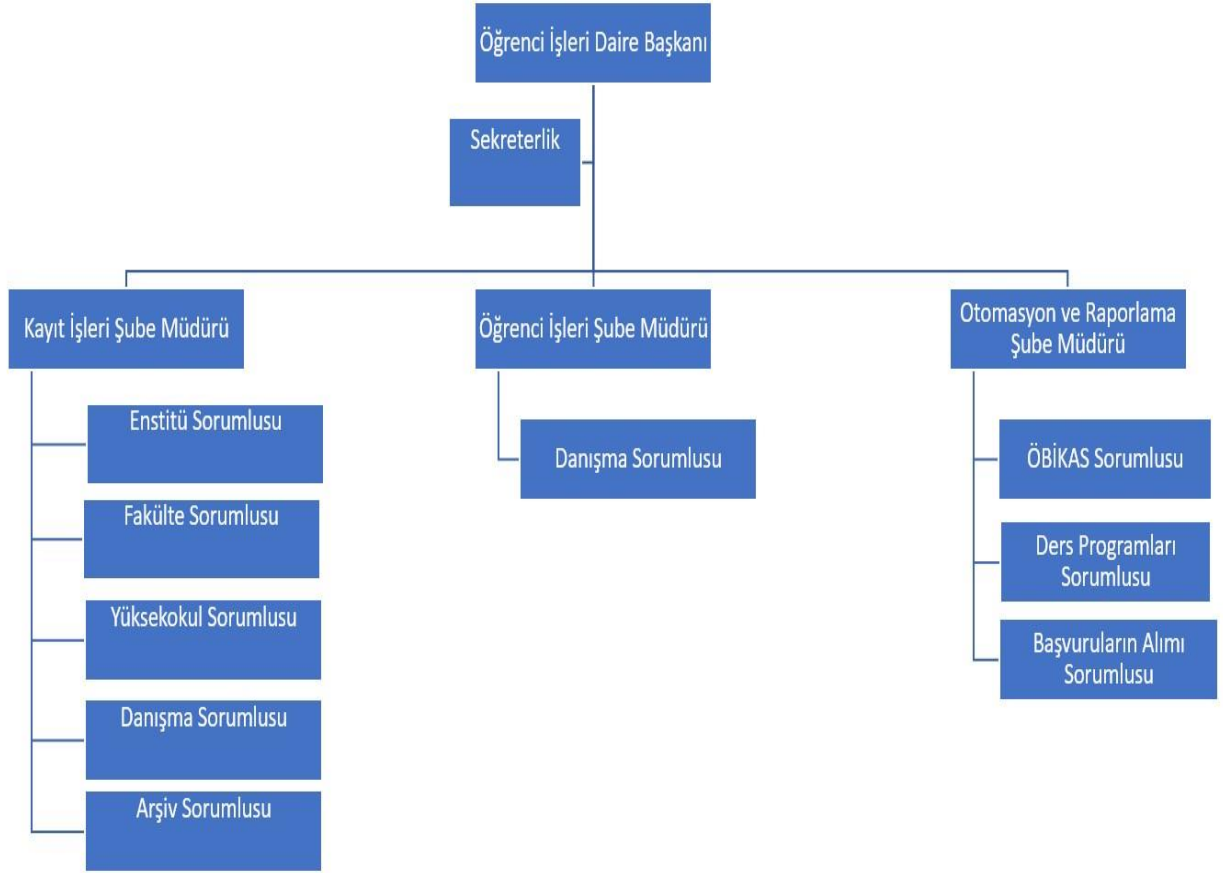 Öğrenci İşleri Daire Başkanı
Sekreterlik
Kayıt İşleri Şube Müdürü
Öğrenci İşleri Şube Müdürü
Otomasyon ve Raporlama
Şube Müdürü
Enstitü Sorumlusu
Fakülte Sorumlusu
Yüksekokul Sorumlusu
Danışma Sorumlusu
Arşiv Sorumlusu
Danışma Sorumlusu
ÖBİKAS Sorumlusu
Ders Programları
Sorumlusu
Başvuruların Alımı
Sorumlusu